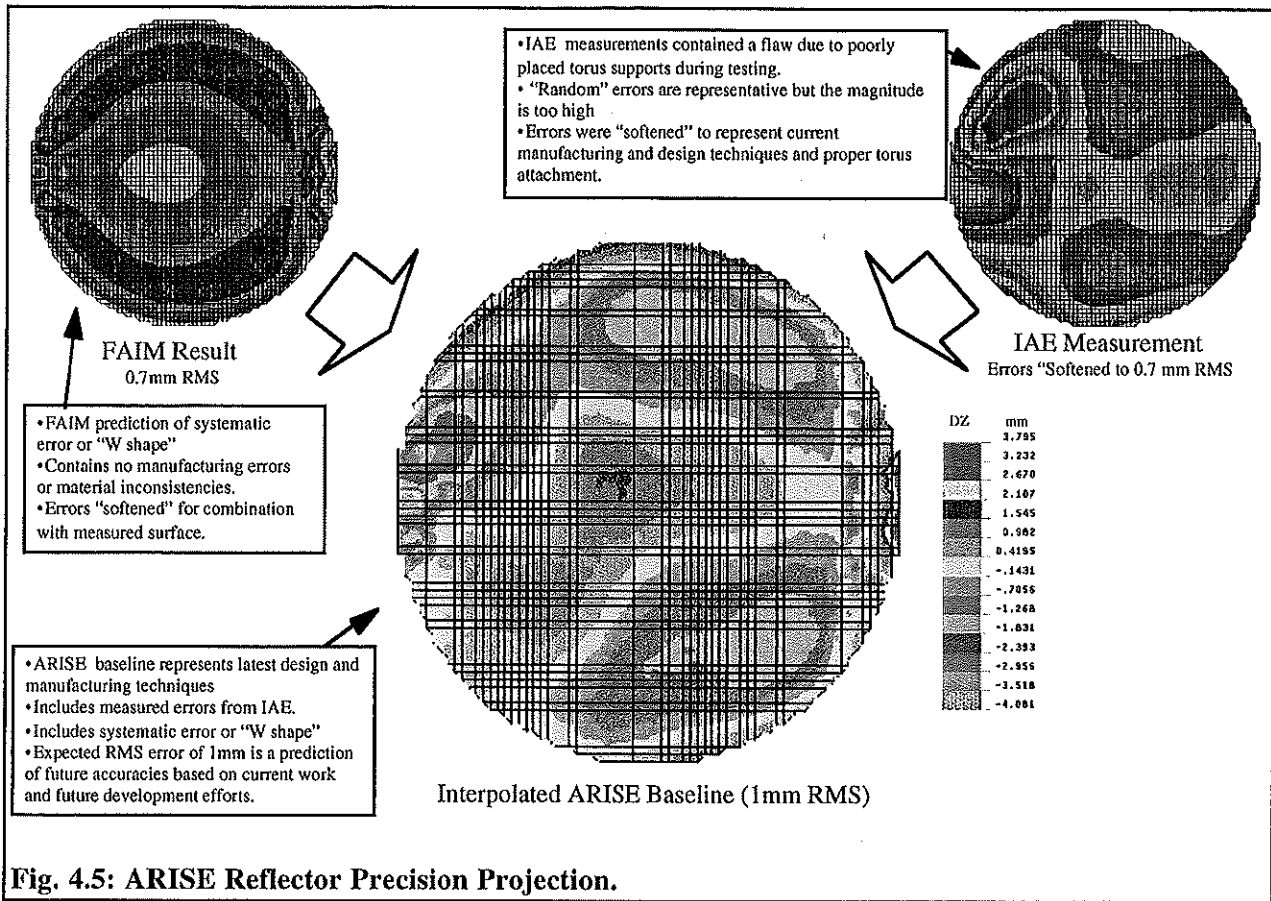 •IAE measurements contained a flaw due to poorly
placed torus supports during testing.
• "Random" errors are representative but the magnitude
is too high
•Errors were "softened" to represent current
manufacturing and design techniques and proper torus
attachment.
FAIM Result
0.7mm RMS
IAE Measurement
Errors "Softened to 0.7 mm RMS
•FAIM prediction of systematic
error or "W shape"
•Contains no manufacturing errors
or material inconsistencies.
•Errors "softened" for combination
with measured surface.
DZ mm
3.795
3.232
2.670
2.107
1.545
0.982
0.4195
-.1431
-.7056
-1.268
-1.831
-2.393
-2.956
-3.518
-4.081
•ARISE baseline represents latest design and
manufacturing techniques
•Includes measured errors from IAE.
•Includes systematic error or "W shape"
•Expected RMS error of 1mm is a prediction
of future accuracies based on current work
and future development efforts.
Interpolated ARISE Baseline (1mm RMS)
Fig. 4.5: ARISE Reflector Precision Projection.